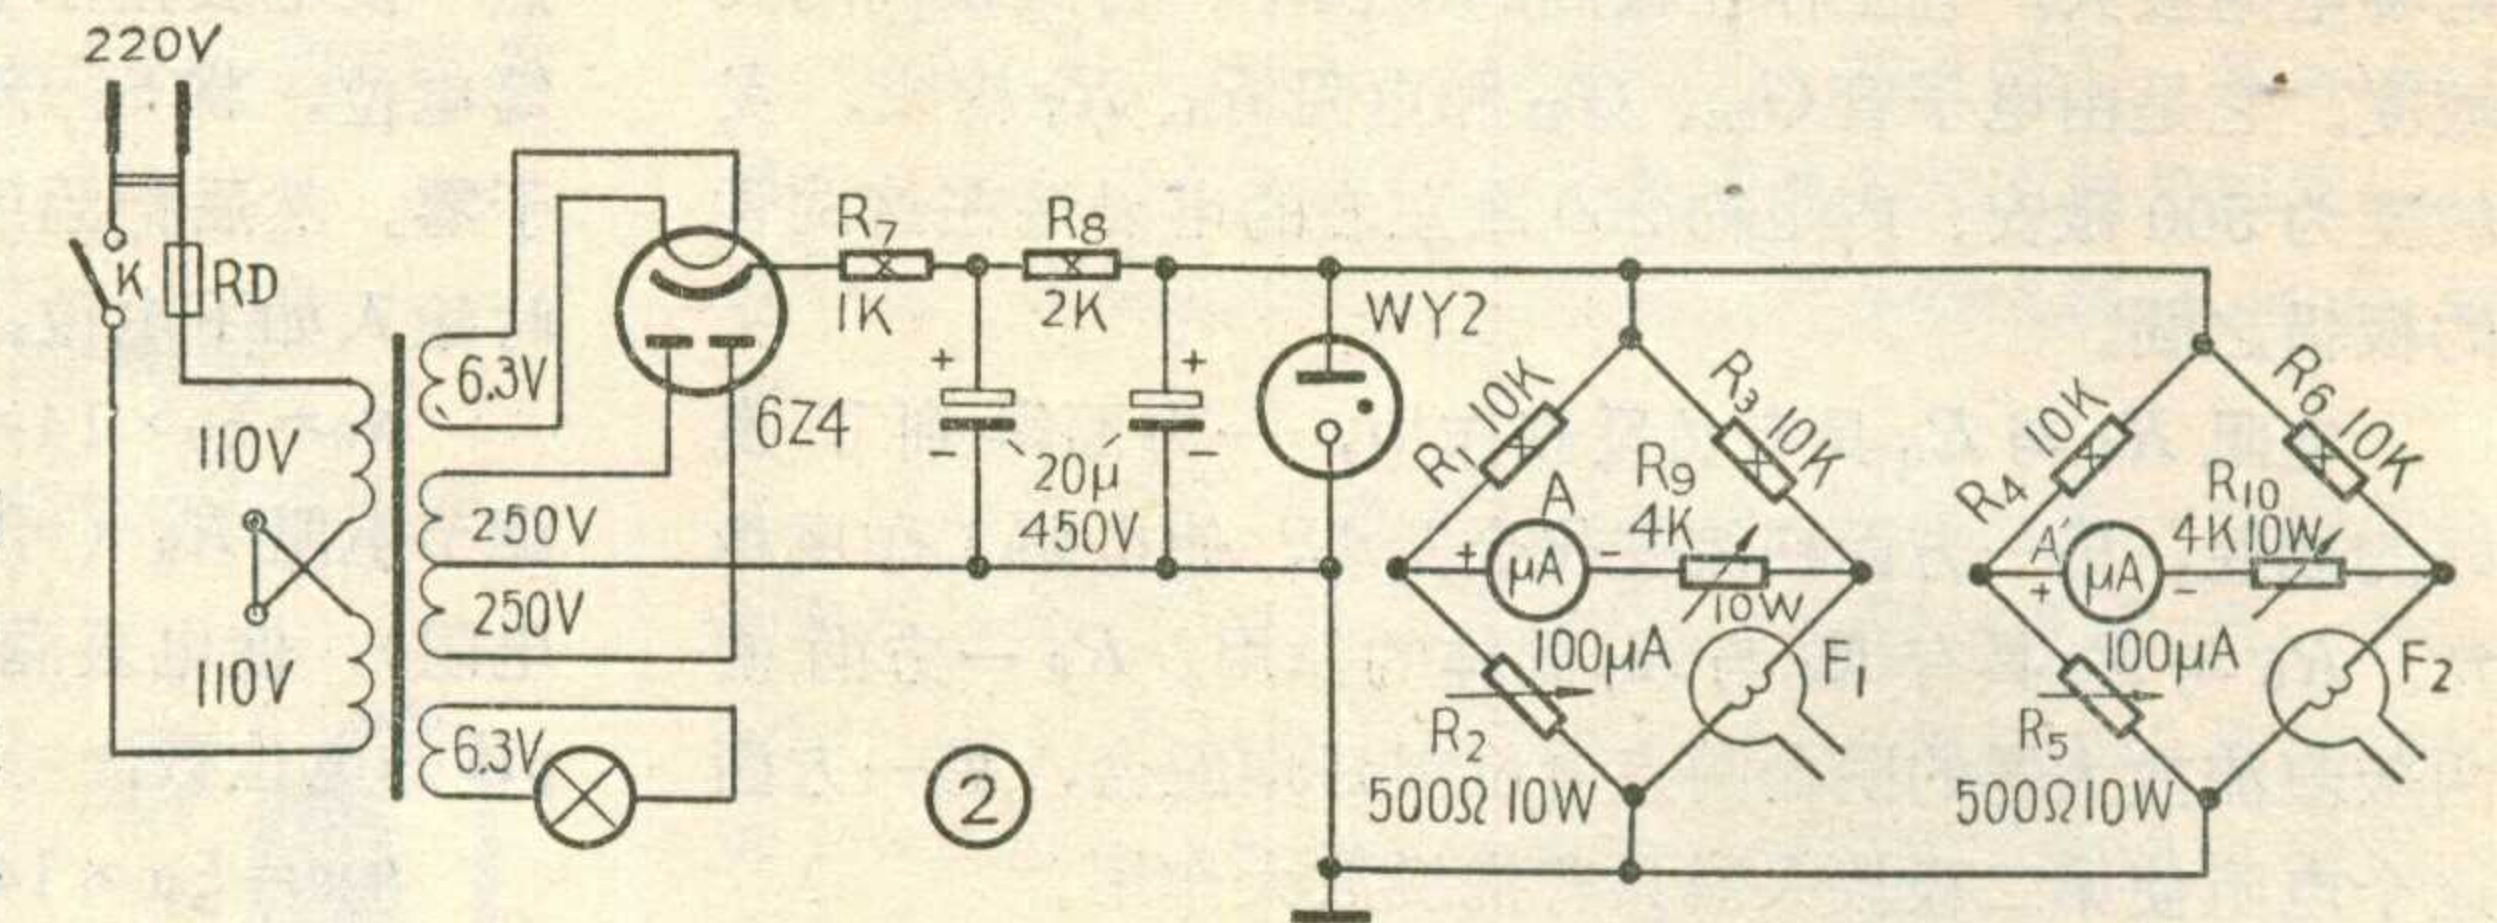 220V
K
RD
110V
110V
6.3V
250V
250V
6.3V
6Z4
R7
1K
R8
2K
+
-
20μ
450V
+
-
WY2
R1 10K
R3 10K
A
+
μA
-
R9
4K
10W
100μA
R2
500Ω 10W
F1
R4 10K
R6 10K
A'
+
μA
-
R10
4K 10W
100μA
R5
500Ω 10W
F2
2